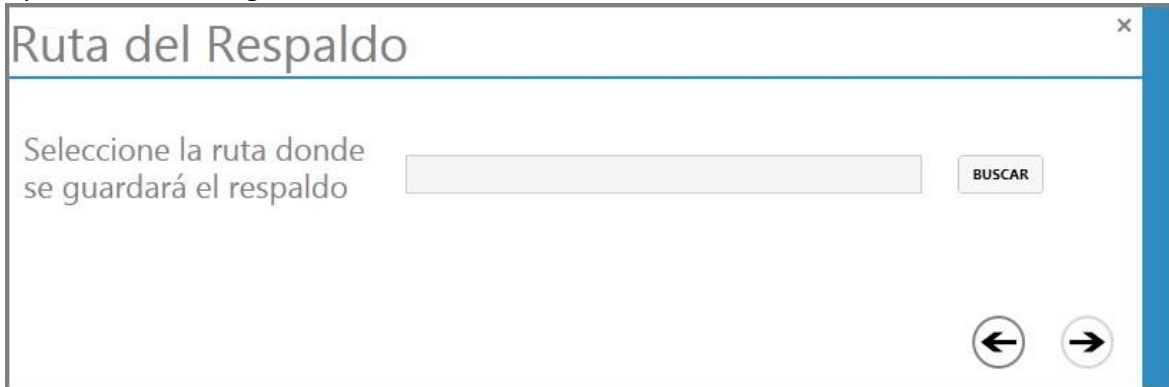 Ruta del Respaldo
Seleccione la ruta donde
se guardará el respaldo
BUSCAR